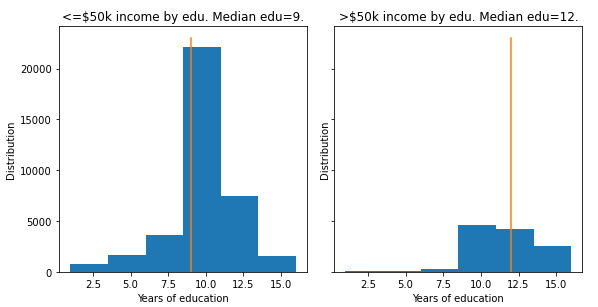 <=$50k income by edu. Median edu=9.
>$50k income by edu. Median edu=12.
Distribution
20000
15000
10000
5000
0
2.5 5.0 7.5 10.0 12.5 15.0
Years of education
Distribution
2.5 5.0 7.5 10.0 12.5 15.0
Years of education